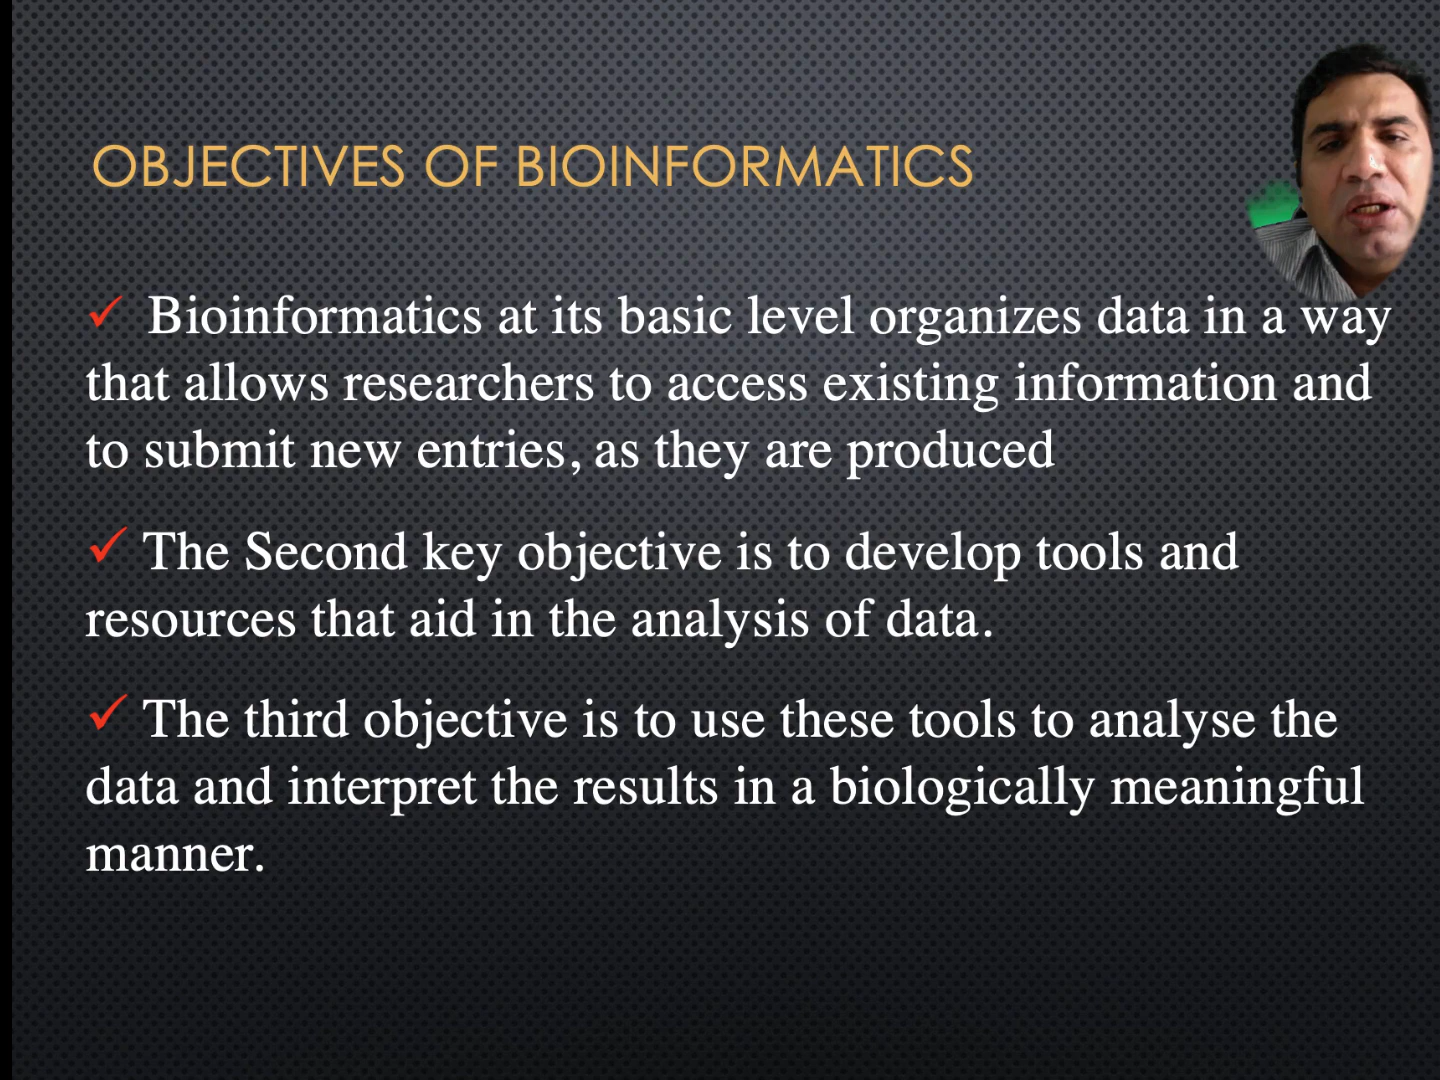 OBJECTIVES OF BIOINFORMATICS
✓ Bioinformatics at its basic level organizes data in a way
that allows researchers to access existing information and
to submit new entries, as they are produced
✓ The Second key objective is to develop tools and
resources that aid in the analysis of data.
✓ The third objective is to use these tools to analyse the
data and interpret the results in a biologically meaningful
manner.